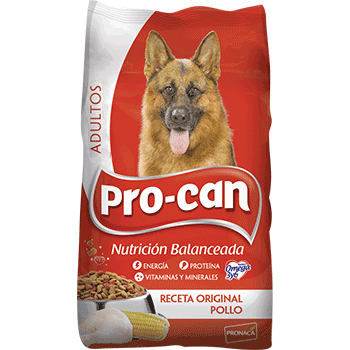 ADULTOS
Pro-can
Nutrición Balanceada
ENERGÍA
PROTEÍNA
VITAMINAS Y MINERALES
Omega 3y6
RECETA ORIGINAL
POLLO
PRONACA